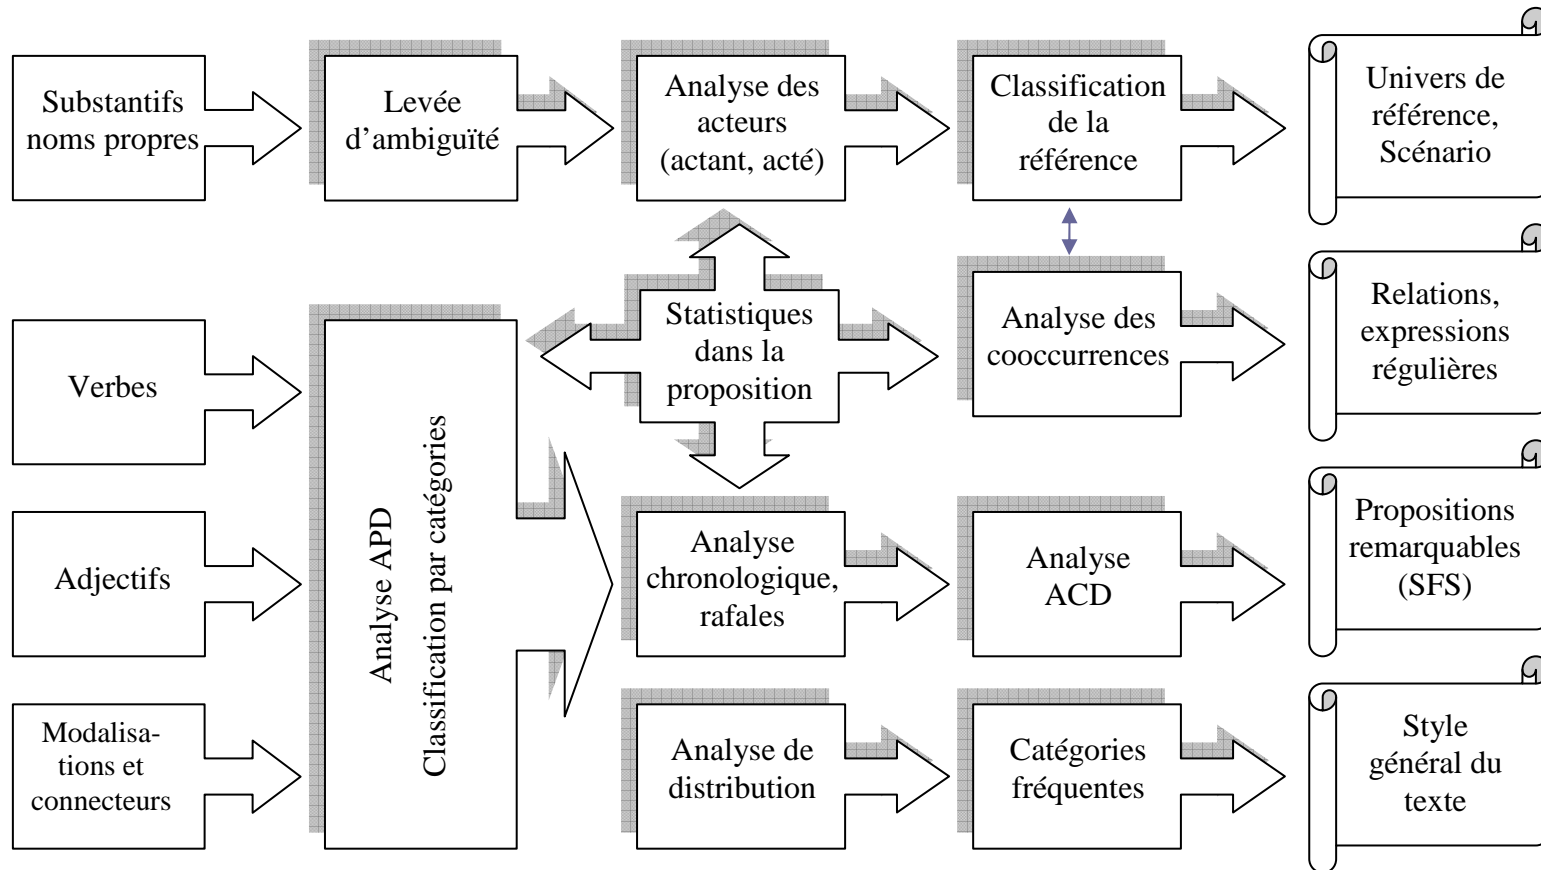 Substantifs
noms propres
Levée
d’ambiguïté
Analyse des
acteurs
(actant, acté)
Classification
de la
référence
Univers de
référence,
Scénario
Verbes
Analyse APD
Classification par catégories
Statistiques
dans la
proposition
Analyse des
cooccurrences
Relations,
expressions
régulières
Adjectifs
Analyse
chronologique,
rafales
Analyse
ACD
Propositions
remarquables
(SFS)
Modalisa-
tions et
connecteurs
Analyse de
distribution
Catégories
fréquentes
Style
général du
texte